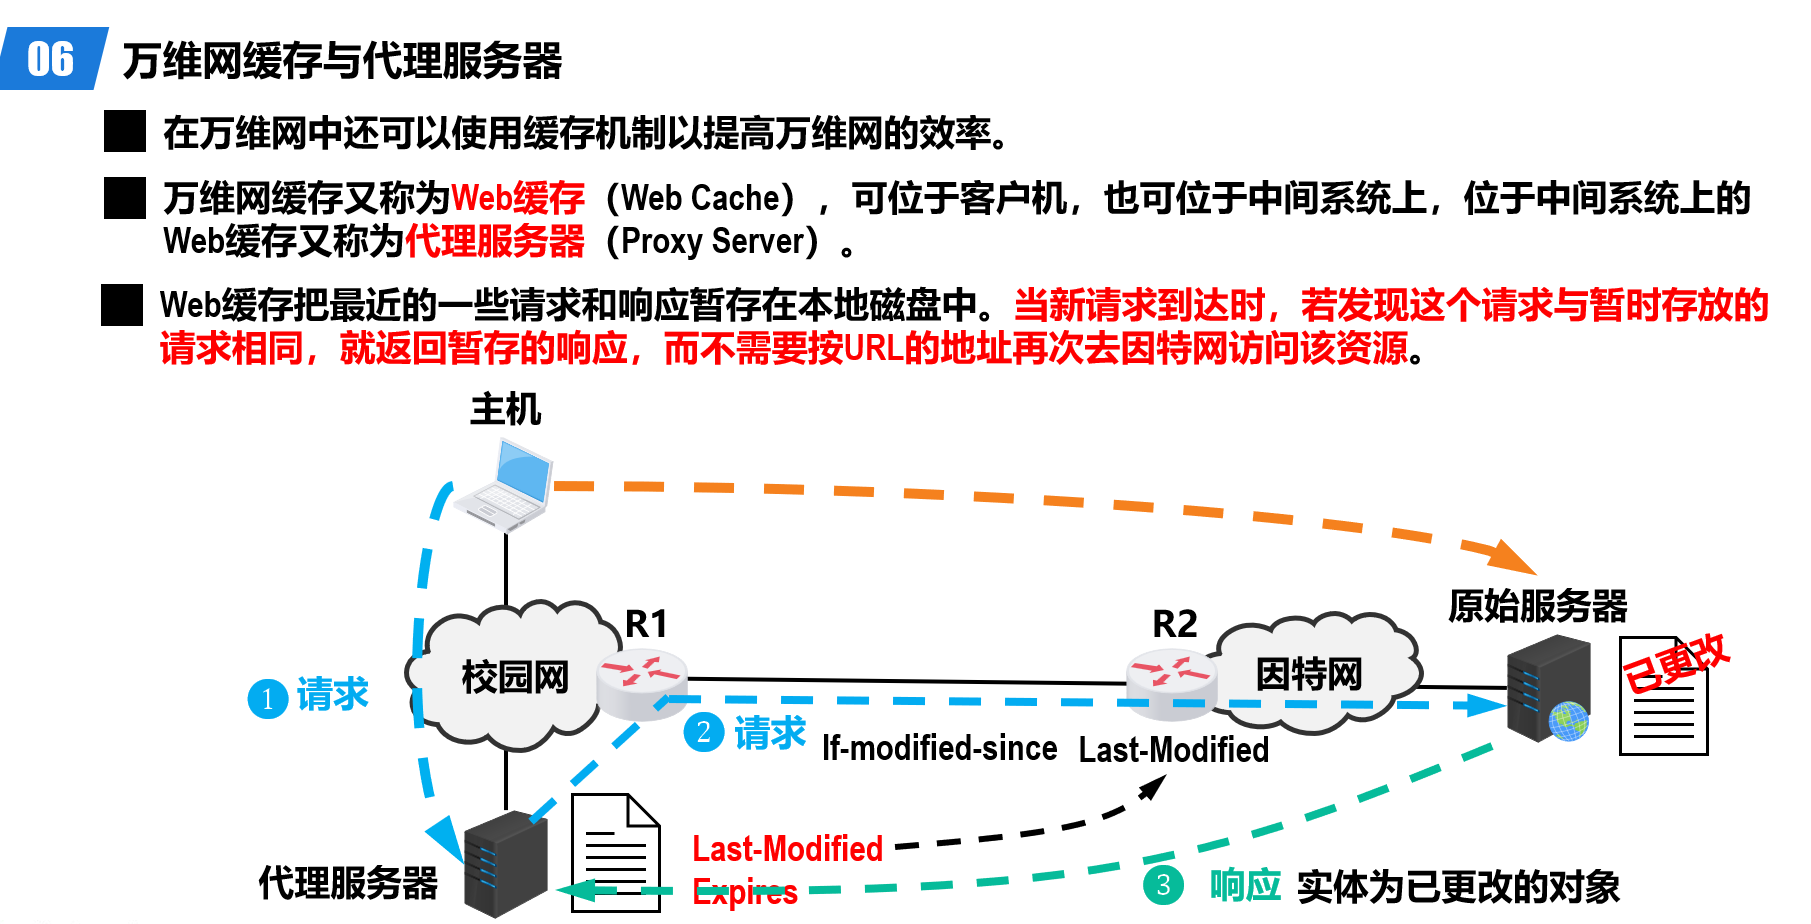 06 万维网缓存与代理服务器
在万维网中还可以使用缓存机制以提高万维网的效率。
万维网缓存又称为Web缓存（Web Cache），可位于客户机，也可位于中间系统上，位于中间系统上的
Web缓存又称为代理服务器（Proxy Server）。
Web缓存把最近的一些请求和响应暂存在本地磁盘中。当新请求到达时，若发现这个请求与暂时存放的
请求相同，就返回暂存的响应，而不需要按URL的地址再次去因特网访问该资源。
主机
原始服务器
R1
R2
已更改
校园网
因特网
1 请求
2 请求
If-modified-since Last-Modified
Last-Modified
Expires
代理服务器
3 响应 实体为已更改的对象